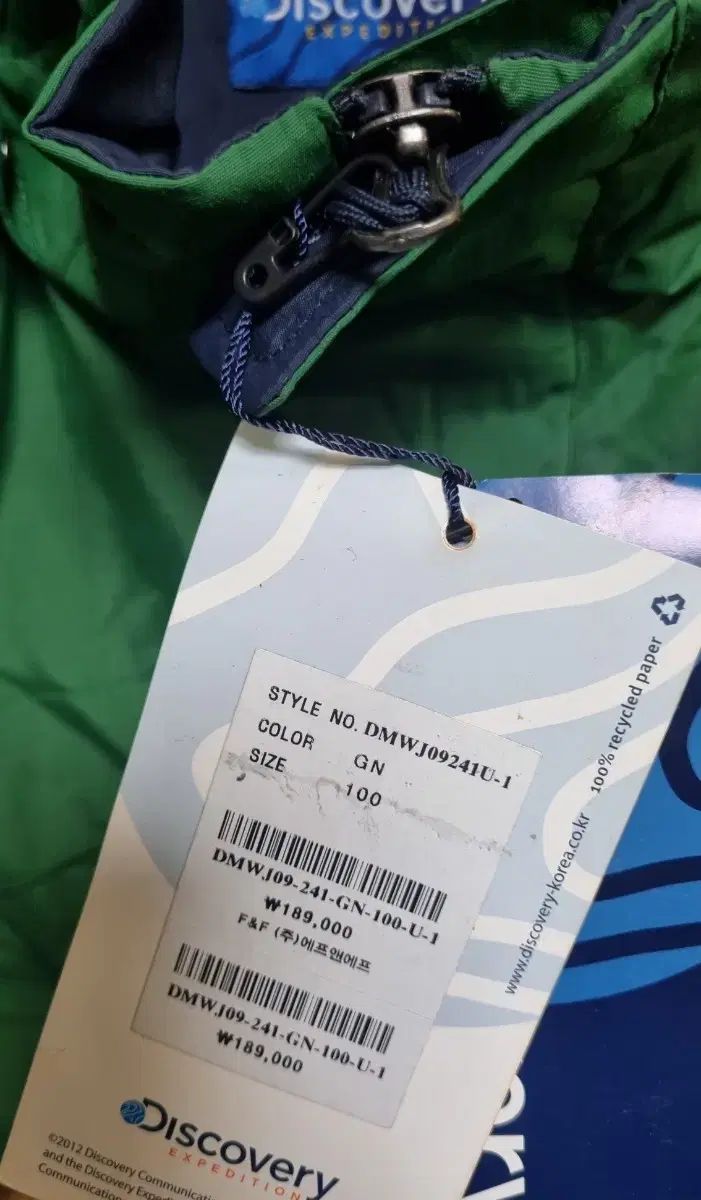 Discovery
EXPEDITION
100% recycled paper
www.discovery-korea.co.kr
STYLE NO. DMWJ09241U-1
COLOR GN
SIZE 100
DMWJ09-241-GN-100-U-1
₩189,000
F&F (주)에프앤에프
DMWJ09-241-GN-100-U-1
₩189,000
Discovery
EXPEDITION
©2012 Discovery Communicati
and the Discovery Exped
Communication